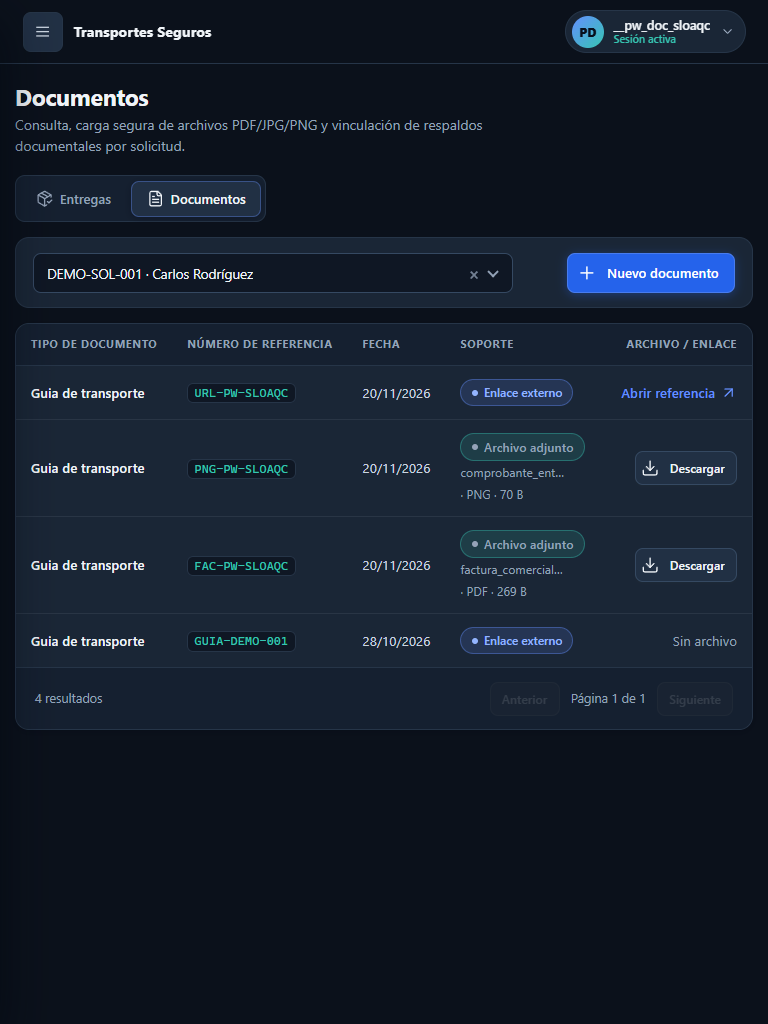 Transportes Seguros
PD
__pw_doc_sloaqc
Sesión activa
Documentos
Consulta, carga segura de archivos PDF/JPG/PNG y vinculación de respaldos
documentales por solicitud.
Entregas
Documentos
DEMO-SOL-001 · Carlos Rodríguez
Nuevo documento
TIPO DE DOCUMENTO NÚMERO DE REFERENCIA FECHA SOPORTE ARCHIVO / ENLACE
Guia de transporte URL-PW-SLOAQC 20/11/2026 Enlace externo Abrir referencia
Guia de transporte PNG-PW-SLOAQC 20/11/2026 Archivo adjunto Descargar
comprobante_ent...
· PNG · 70 B
Guia de transporte FAC-PW-SLOAQC 20/11/2026 Archivo adjunto Descargar
factura_comercial...
· PDF · 269 B
Guia de transporte GUIA-DEMO-001 28/10/2026 Enlace externo Sin archivo
4 resultados Anterior Página 1 de 1 Siguiente